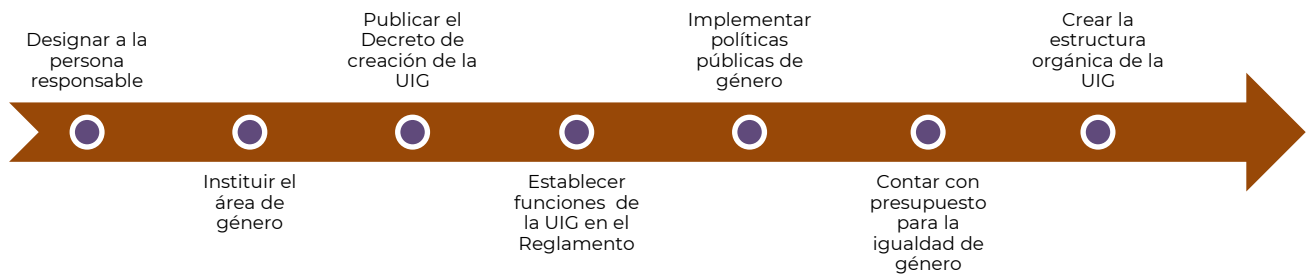 Designar a la
persona
responsable
Instituir el
área de
género
Publicar el
Decreto de
creación de la
UIG
Establecer
funciones de
la UIG en el
Reglamento
Implementar
políticas
públicas de
género
Contar con
presupuesto
para la
igualdad de
género
Crear la
estructura
orgánica de la
UIG